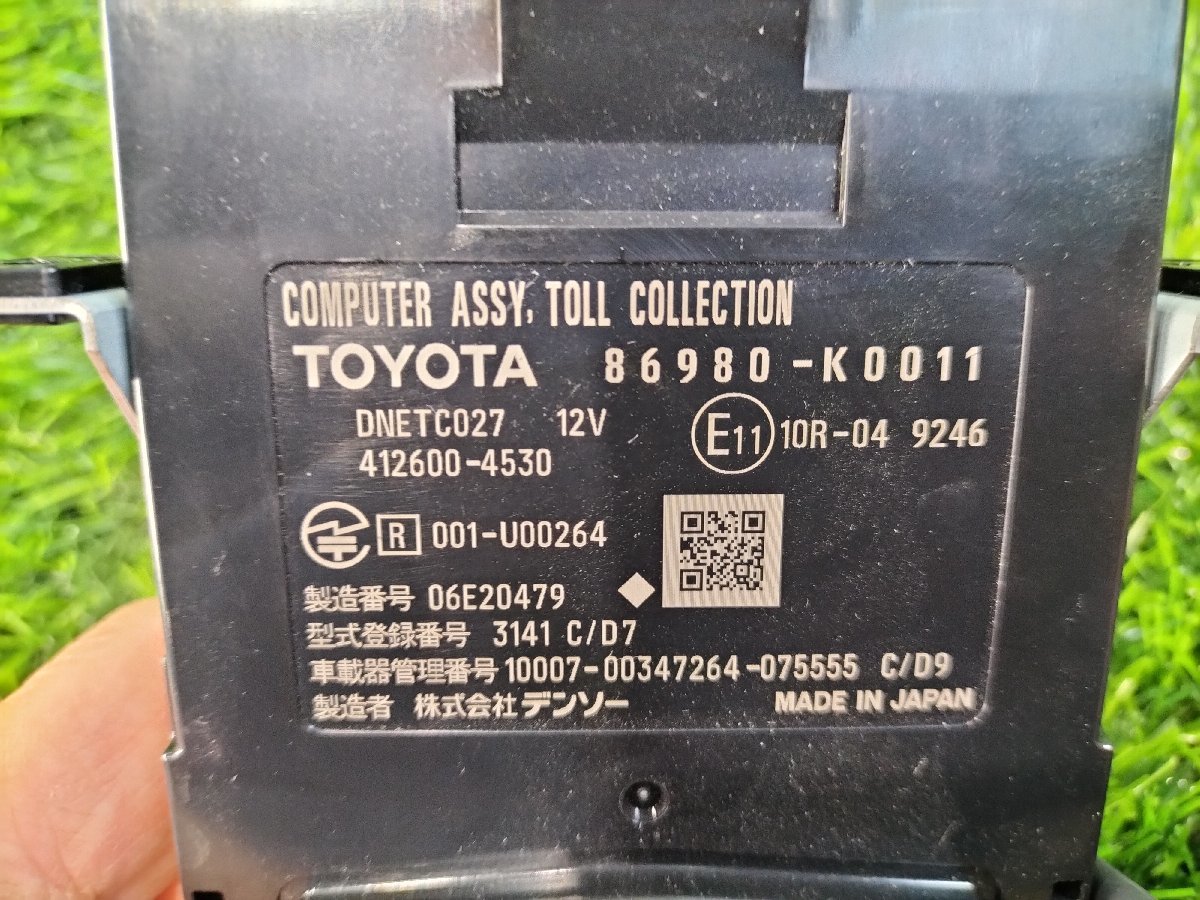 COMPUTER ASSY, TOLL COLLECTION
TOYOTA 86980-K0011
DNETC027 12V
E11 10R-04 9246
412600-4530
R 001-U00264
製造番号 06E20479
型式登録番号 3141 C/D7
車載器管理番号 10007-00347264-075555 C/D9
製造者 株式会社 デンソー MADE IN JAPAN